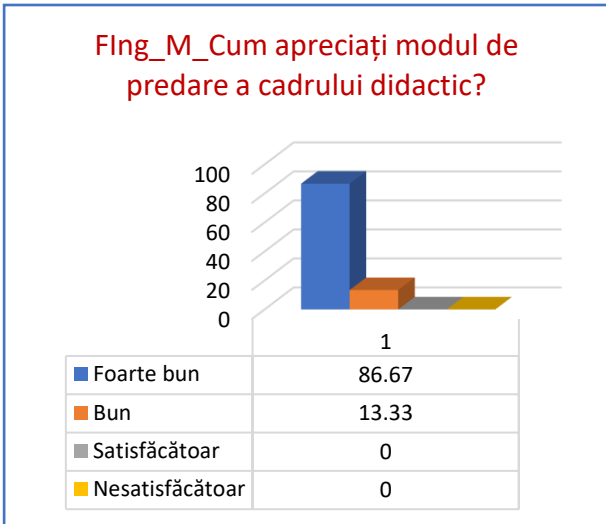 FIng_M_Cum apreciați modul de
predare a cadrului didactic?
100
80
60
40
20
0
1
Foarte bun 86.67
Bun 13.33
Satisfăcătoar 0
Nesatisfăcătoar 0